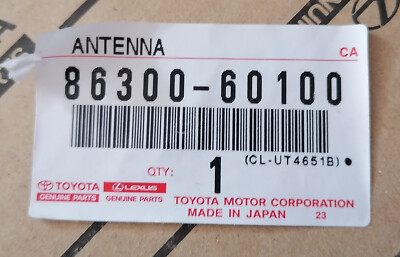 ANTENNA
CA
86300-60100
(CL-UT4651B)
QTY:
1
TOYOTA
GENUINE PARTS
LEXUS
GENUINE PARTS
TOYOTA MOTOR CORPORATION
MADE IN JAPAN 23